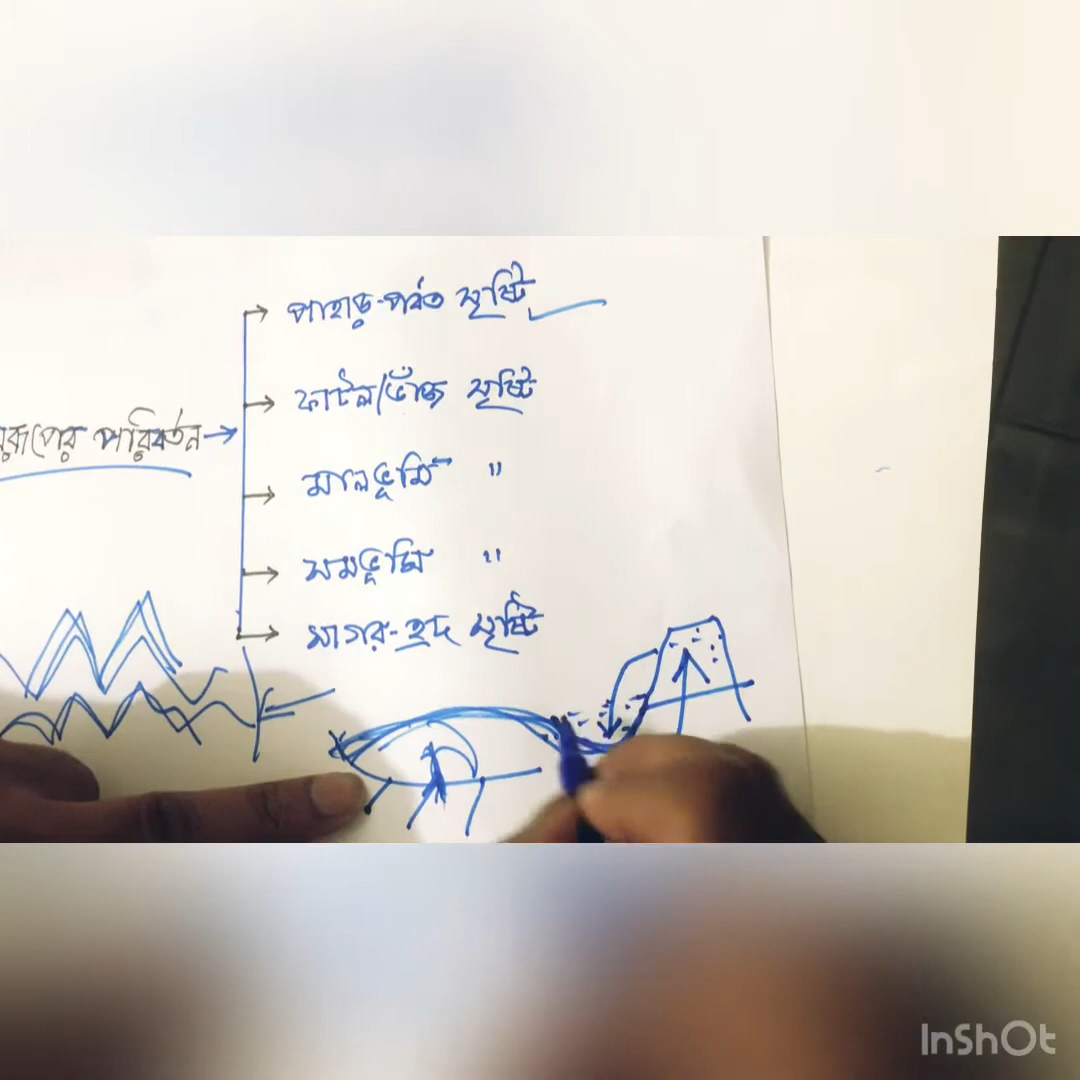 পাহাড়-পর্বত সৃষ্টি
ফাটল/ভাঁজ সৃষ্টি
রূপের পরিবর্তন
মালভূমি "
সমভূমি "
সাগর-হ্রদ সৃষ্টি
InShOt